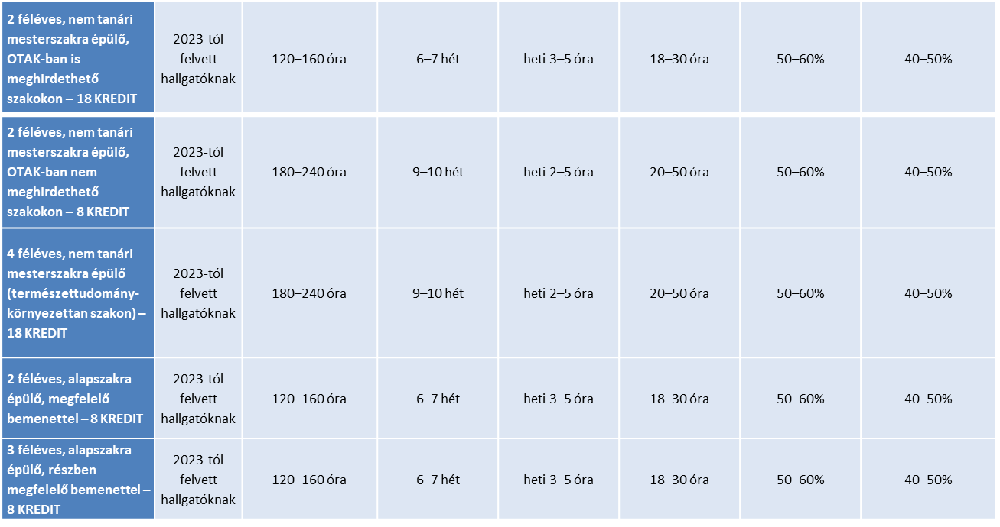 2 féléves, nem tanári
mesterszakra épülő,
OTAK-ban is
meghirdethető
szakokon – 18 KREDIT
2023-tól
felvett
hallgatóknak
120–160 óra
6–7 hét
heti 3–5 óra
18–30 óra
50–60%
40–50%
2 féléves, nem tanári
mesterszakra épülő,
OTAK-ban nem
meghirdethető
szakokon – 8 KREDIT
2023-tól
felvett
hallgatóknak
180–240 óra
9–10 hét
heti 2–5 óra
20–50 óra
50–60%
40–50%
4 féléves, nem tanári
mesterszakra épülő
(természettudomány-
környezettan szakon) –
18 KREDIT
2023-tól
felvett
hallgatóknak
180–240 óra
9–10 hét
heti 2–5 óra
20–50 óra
50–60%
40–50%
2 féléves, alapszakra
épülő, megfelelő
bemenettel – 8 KREDIT
2023-tól
felvett
hallgatóknak
120–160 óra
6–7 hét
heti 3–5 óra
18–30 óra
50–60%
40–50%
3 féléves, alapszakra
épülő, részben
megfelelő bemenettel –
8 KREDIT
2023-tól
felvett
hallgatóknak
120–160 óra
6–7 hét
heti 3–5 óra
18–30 óra
50–60%
40–50%